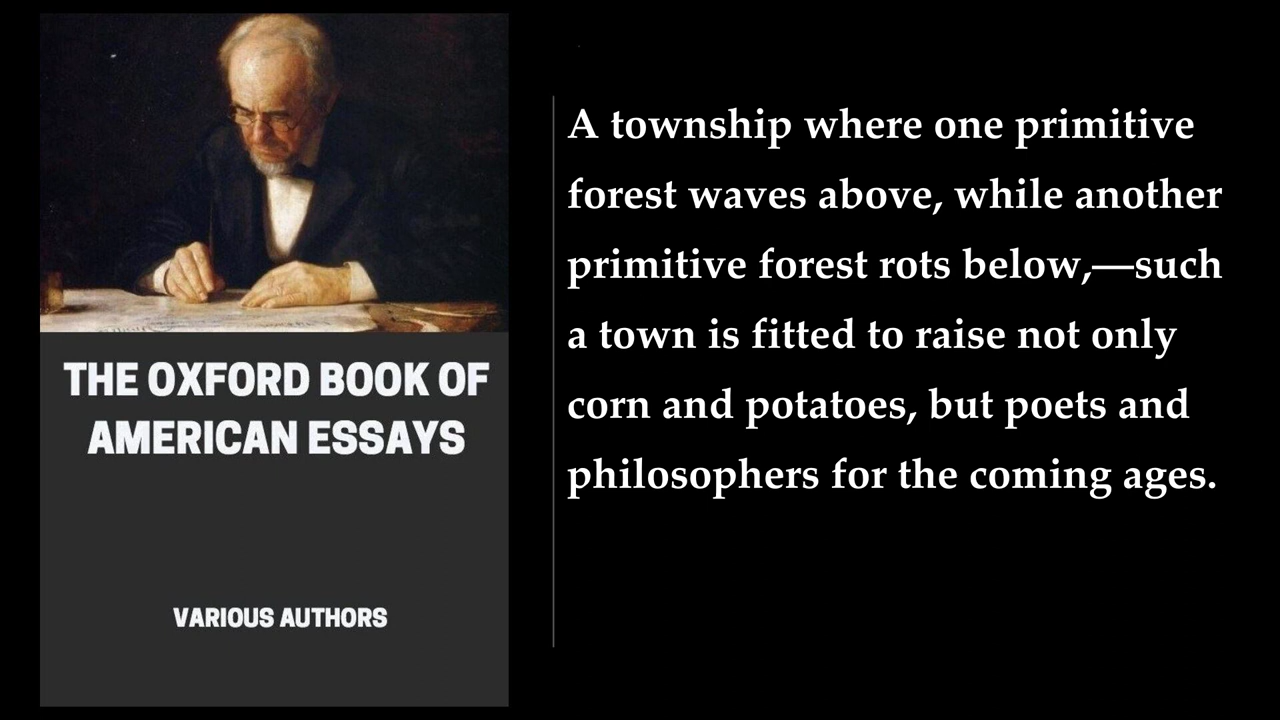 THE OXFORD BOOK OF
AMERICAN ESSAYS
VARIOUS AUTHORS
A township where one primitive
forest waves above, while another
primitive forest rots below,—such
a town is fitted to raise not only
corn and potatoes, but poets and
philosophers for the coming ages.